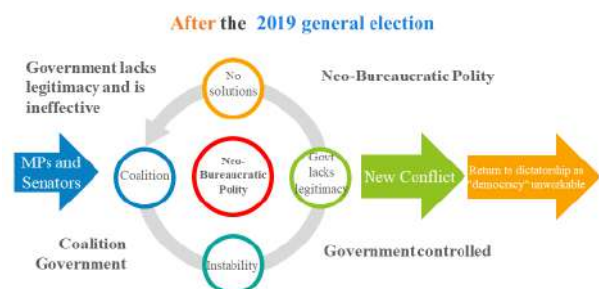 After the 2019 general election
Government lacks
legitimacy and is
ineffective
No
solutions
Neo-Bureaucratic Polity
MPs and
Senators
Coalition
Neo-
Bureaucratic
Polity
Govt
lacks
legitimacy
New Conflict
Return to dictatorship as
"democracy" unworkable
Coalition
Government
Instability
Government controlled